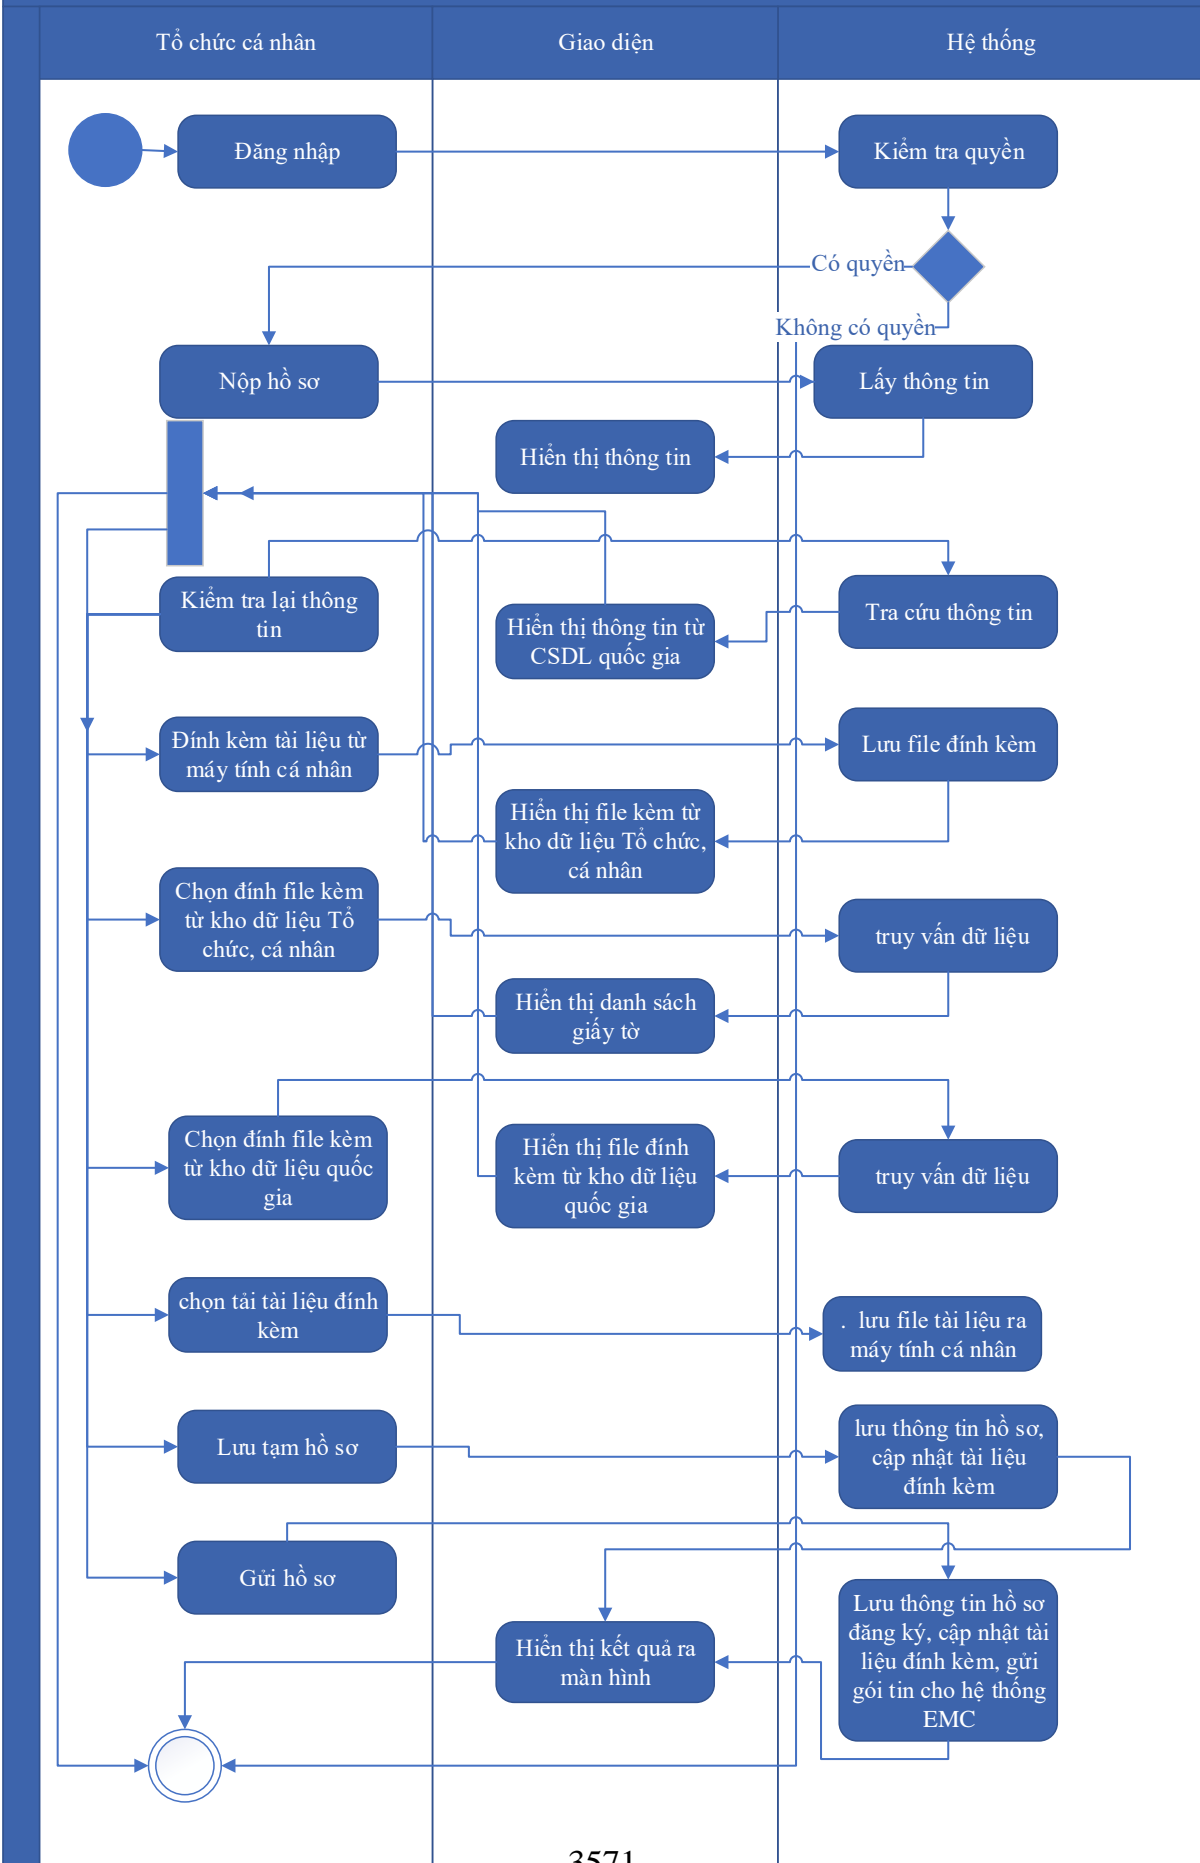 Tổ chức cá nhân
Giao diện
Hệ thống
Đăng nhập
Kiểm tra quyền
Có quyền
Không có quyền
Nộp hồ sơ
Lấy thông tin
Hiển thị thông tin
Kiểm tra lại thông
tin
Hiển thị thông tin từ
CSDL quốc gia
Tra cứu thông tin
Đính kèm tài liệu từ
máy tính cá nhân
Lưu file đính kèm
Hiển thị file kèm từ
kho dữ liệu Tổ chức,
cá nhân
Chọn đính file kèm
từ kho dữ liệu Tổ
chức, cá nhân
truy vấn dữ liệu
Hiển thị danh sách
giấy tờ
Chọn đính file kèm
từ kho dữ liệu quốc
gia
Hiển thị file đính
kèm từ kho dữ liệu
quốc gia
truy vấn dữ liệu
chọn tải tài liệu đính
kèm
. lưu file tài liệu ra
máy tính cá nhân
Lưu tạm hồ sơ
lưu thông tin hồ sơ,
cập nhật tài liệu
đính kèm
Gửi hồ sơ
Hiển thị kết quả ra
màn hình
Lưu thông tin hồ sơ
đăng ký, cập nhật tài
liệu đính kèm, gửi
gói tin cho hệ thống
EMC
3571